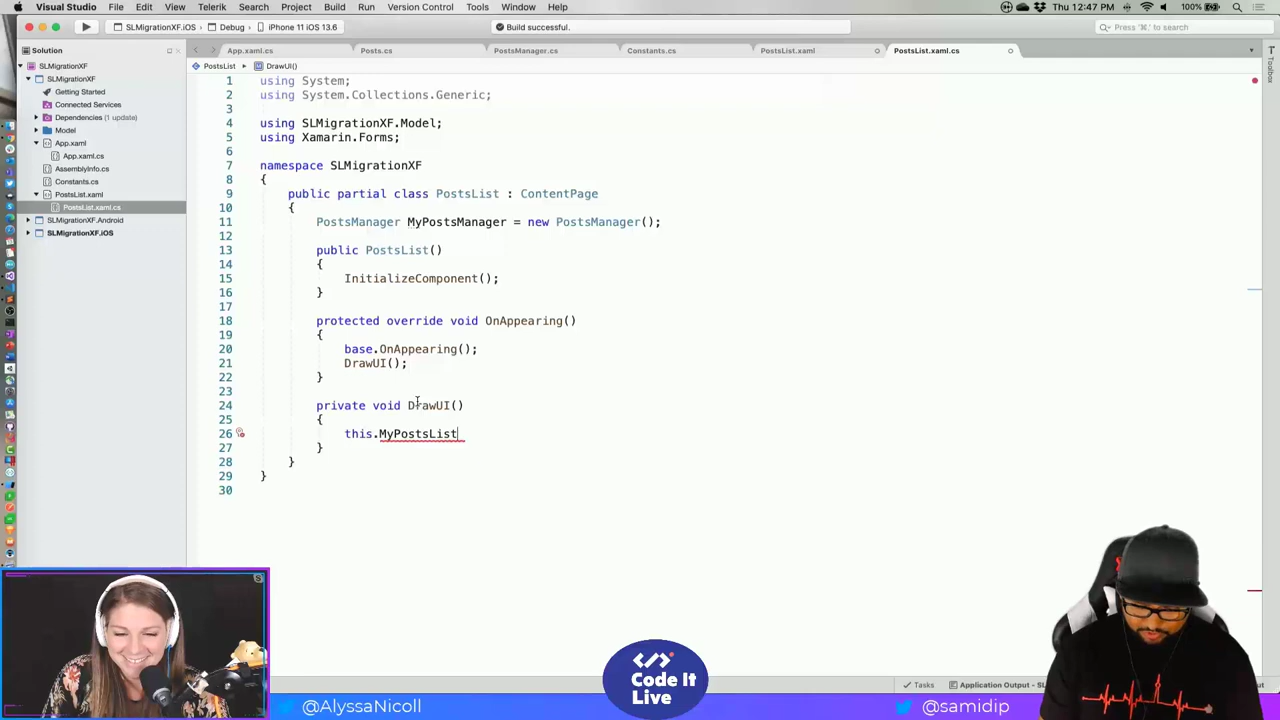 Visual Studio File Edit View Telerik Search Project Build Run Version Control Tools Window Help 100% Thu 12:47 PM
SLMigrationXF.iOS Debug iPhone 11 iOS 13.6 Build successful. Press '⌘.' to search
Solution App.xaml.cs Posts.cs PostsManager.cs Constants.cs PostsList.xaml PostsList.xaml.cs
PostsList DrawUI()
SLMigrationXF
SLMigrationXF
Getting Started
Connected Services
Dependencies (1 update)
Model
App.xaml
App.xaml.cs
AssemblyInfo.cs
Constants.cs
PostsList.xaml
PostsList.xaml.cs
SLMigrationXF.Android
SLMigrationXF.iOS
1 using System;
2 using System.Collections.Generic;
3
4 using SLMigrationXF.Model;
5 using Xamarin.Forms;
6
7 namespace SLMigrationXF
8 {
9 public partial class PostsList : ContentPage
10 {
11 PostsManager MyPostsManager = new PostsManager();
12
13 public PostsList()
14 {
15 InitializeComponent();
16 }
17
18 protected override void OnAppearing()
19 {
20 base.OnAppearing();
21 DrawUI();
22 }
23
24 private void DrawUI()
25 {
26 this.MyPostsList
27 }
28 }
29 }
30
Toolbox
Tasks Application Output - SL
Code It
Live
@AlyssaNicoll
@samidip